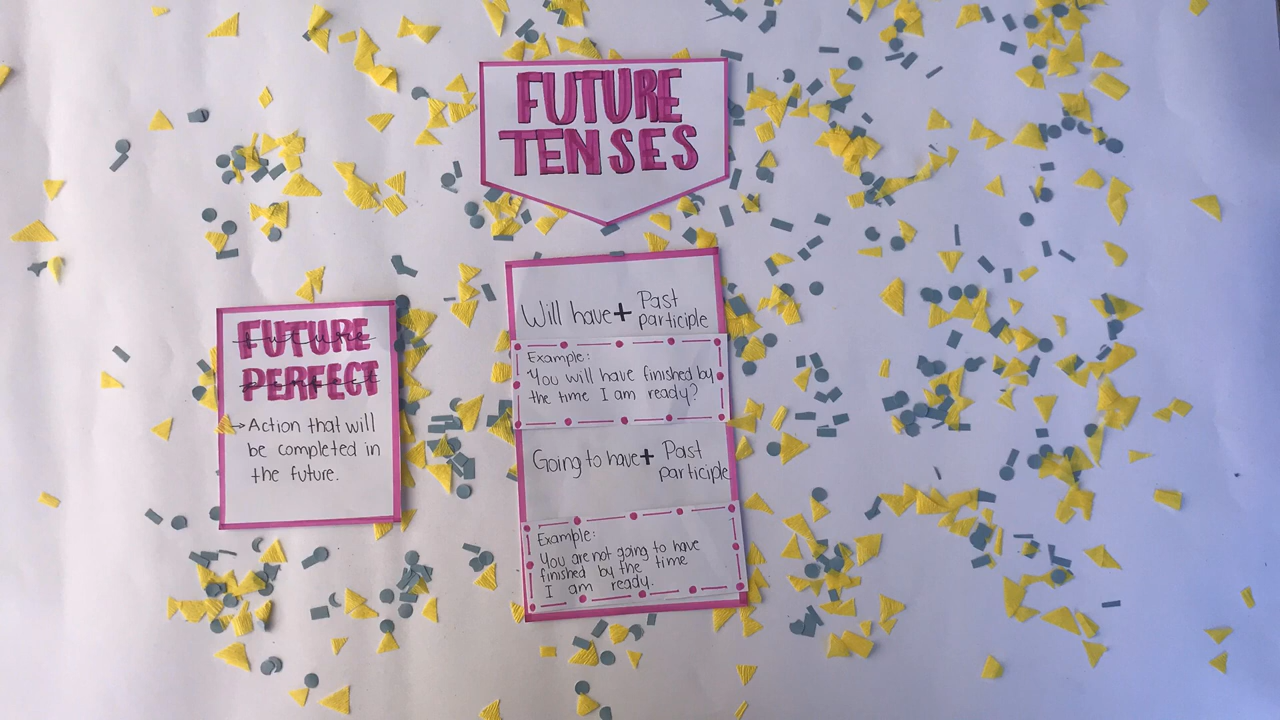 FUTURE
TENSES
FUTURE
future
PERFECT
perfect
→Action that will
be completed in
the future.
Will have + Past
participle
Example:
You will have finished by
the time I am ready?
Going to have + Past
participle
Example:
You are not going to have
finished by the time
I am ready.